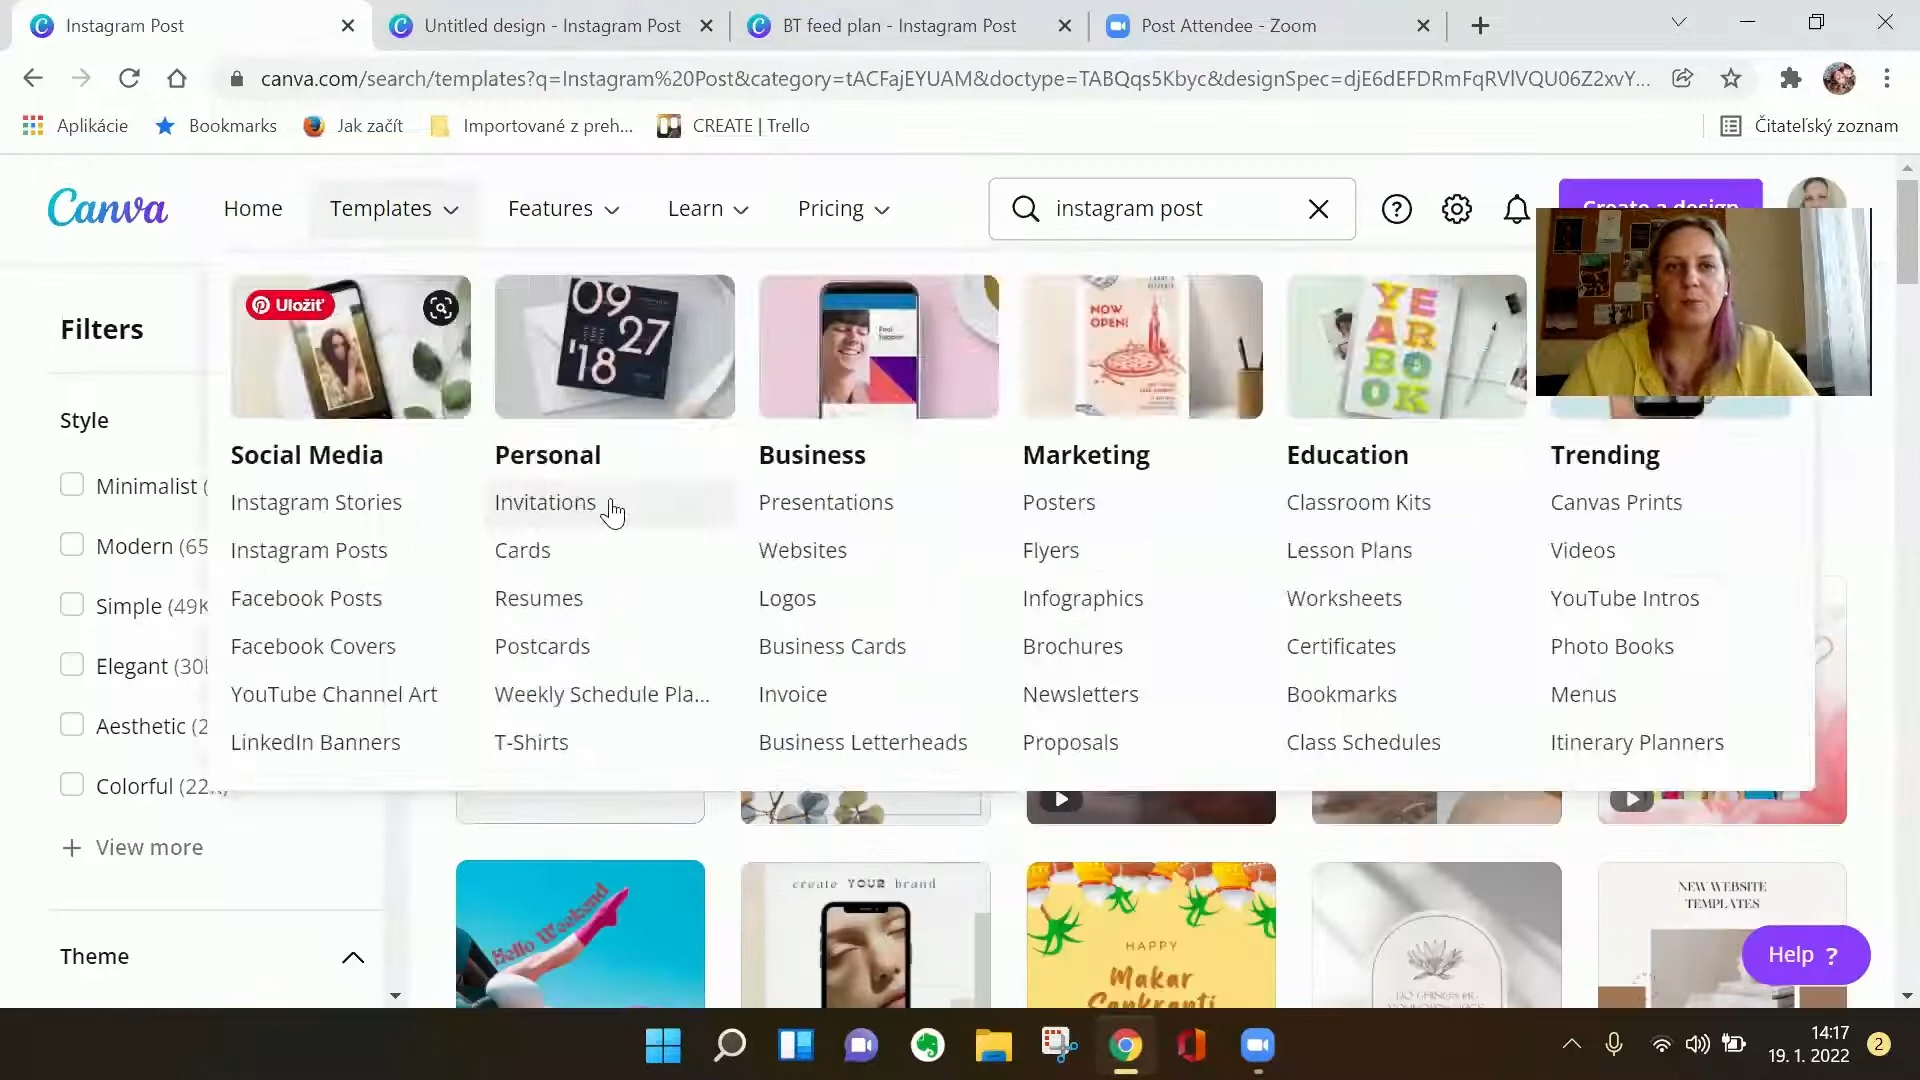 Instagram Post
Untitled design - Instagram Post
BT feed plan - Instagram Post
Post Attendee - Zoom
canva.com/search/templates?q=Instagram%20Post&category=tACFajEYUAM&doctype=TABQqs5Kbyc&designSpec=djE6dEFDRmFqRVlVQU06Z2xvY...
Aplikácie
Bookmarks
Jak začít
Importované z preh...
CREATE | Trello
Čitateľský zoznam
Canva
Home
Templates
Features
Learn
Pricing
instagram post
Create a design
Filters
Style
Minimalist (
Modern (65
Simple (49K
Elegant (30
Aesthetic (2
Colorful (22
View more
Theme
Uložiť
09
27
'18
NOW
OPEN!
YE
AR
BO
OK
Social Media
Instagram Stories
Instagram Posts
Facebook Posts
Facebook Covers
YouTube Channel Art
LinkedIn Banners
Personal
Invitations
Cards
Resumes
Postcards
Weekly Schedule Pla...
T-Shirts
Business
Presentations
Websites
Logos
Business Cards
Invoice
Business Letterheads
Marketing
Posters
Flyers
Infographics
Brochures
Newsletters
Proposals
Education
Classroom Kits
Lesson Plans
Worksheets
Certificates
Bookmarks
Class Schedules
Trending
Canvas Prints
Videos
YouTube Intros
Photo Books
Menus
Itinerary Planners
Hello Weekend
create YOUR brand
HAPPY
Makar
Sankranti
NEW WEBSITE
TEMPLATES
Help ?
14:17
19. 1. 2022
2